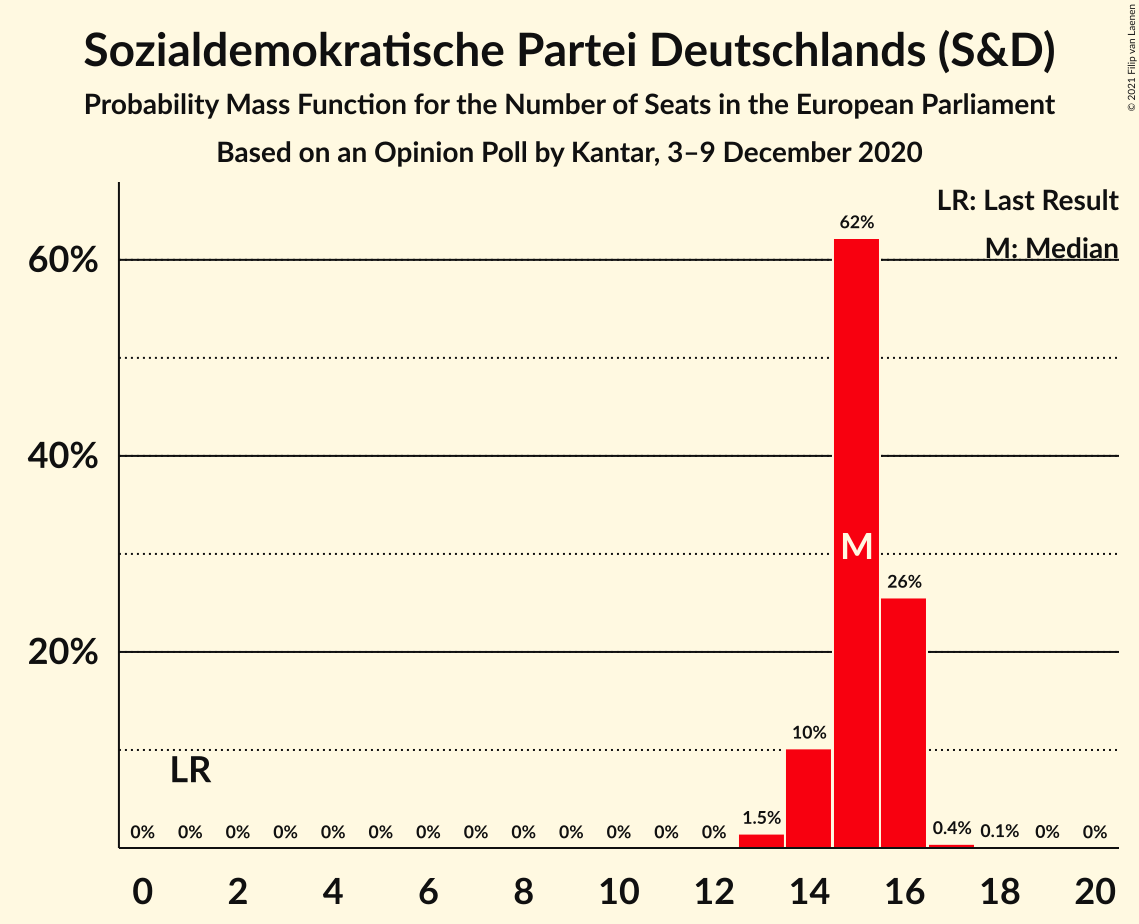 Sozialdemokratische Partei Deutschlands (S&D)
Probability Mass Function for the Number of Seats in the European Parliament
Based on an Opinion Poll by Kantar, 3–9 December 2020
© 2021 Filip van Laenen
LR: Last Result
M: Median
60%
40%
20%
62%
M
26%
10%
LR
0% 0% 0% 0% 0% 0% 0% 0% 0% 0% 0% 0% 0% 1.5% 0.4% 0.1% 0% 0%
0 2 4 6 8 10 12 14 16 18 20